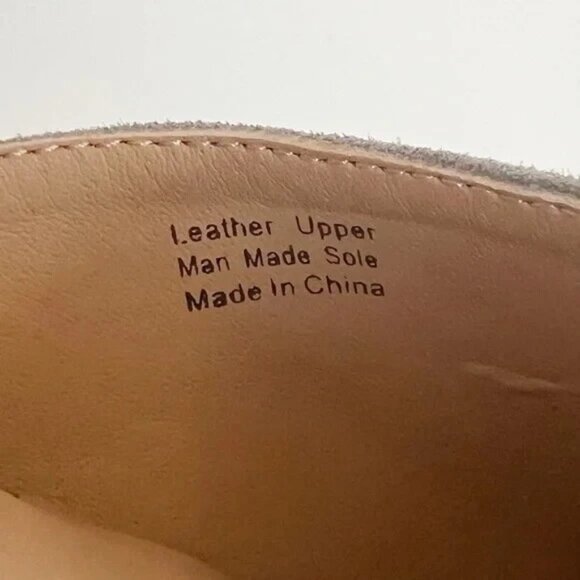 Leather Upper
Man Made Sole
Made In China